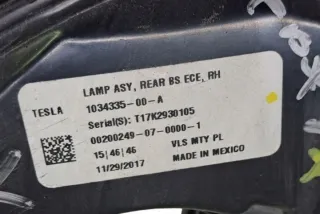 LAMP ASY, REAR BS ECE, RH
TESLA 1034335-00-A
Serial(S): T17K2930105
00200249-07-0000-1
15|46|46 VLS MTY PL
11/29/2017 MADE IN MEXICO